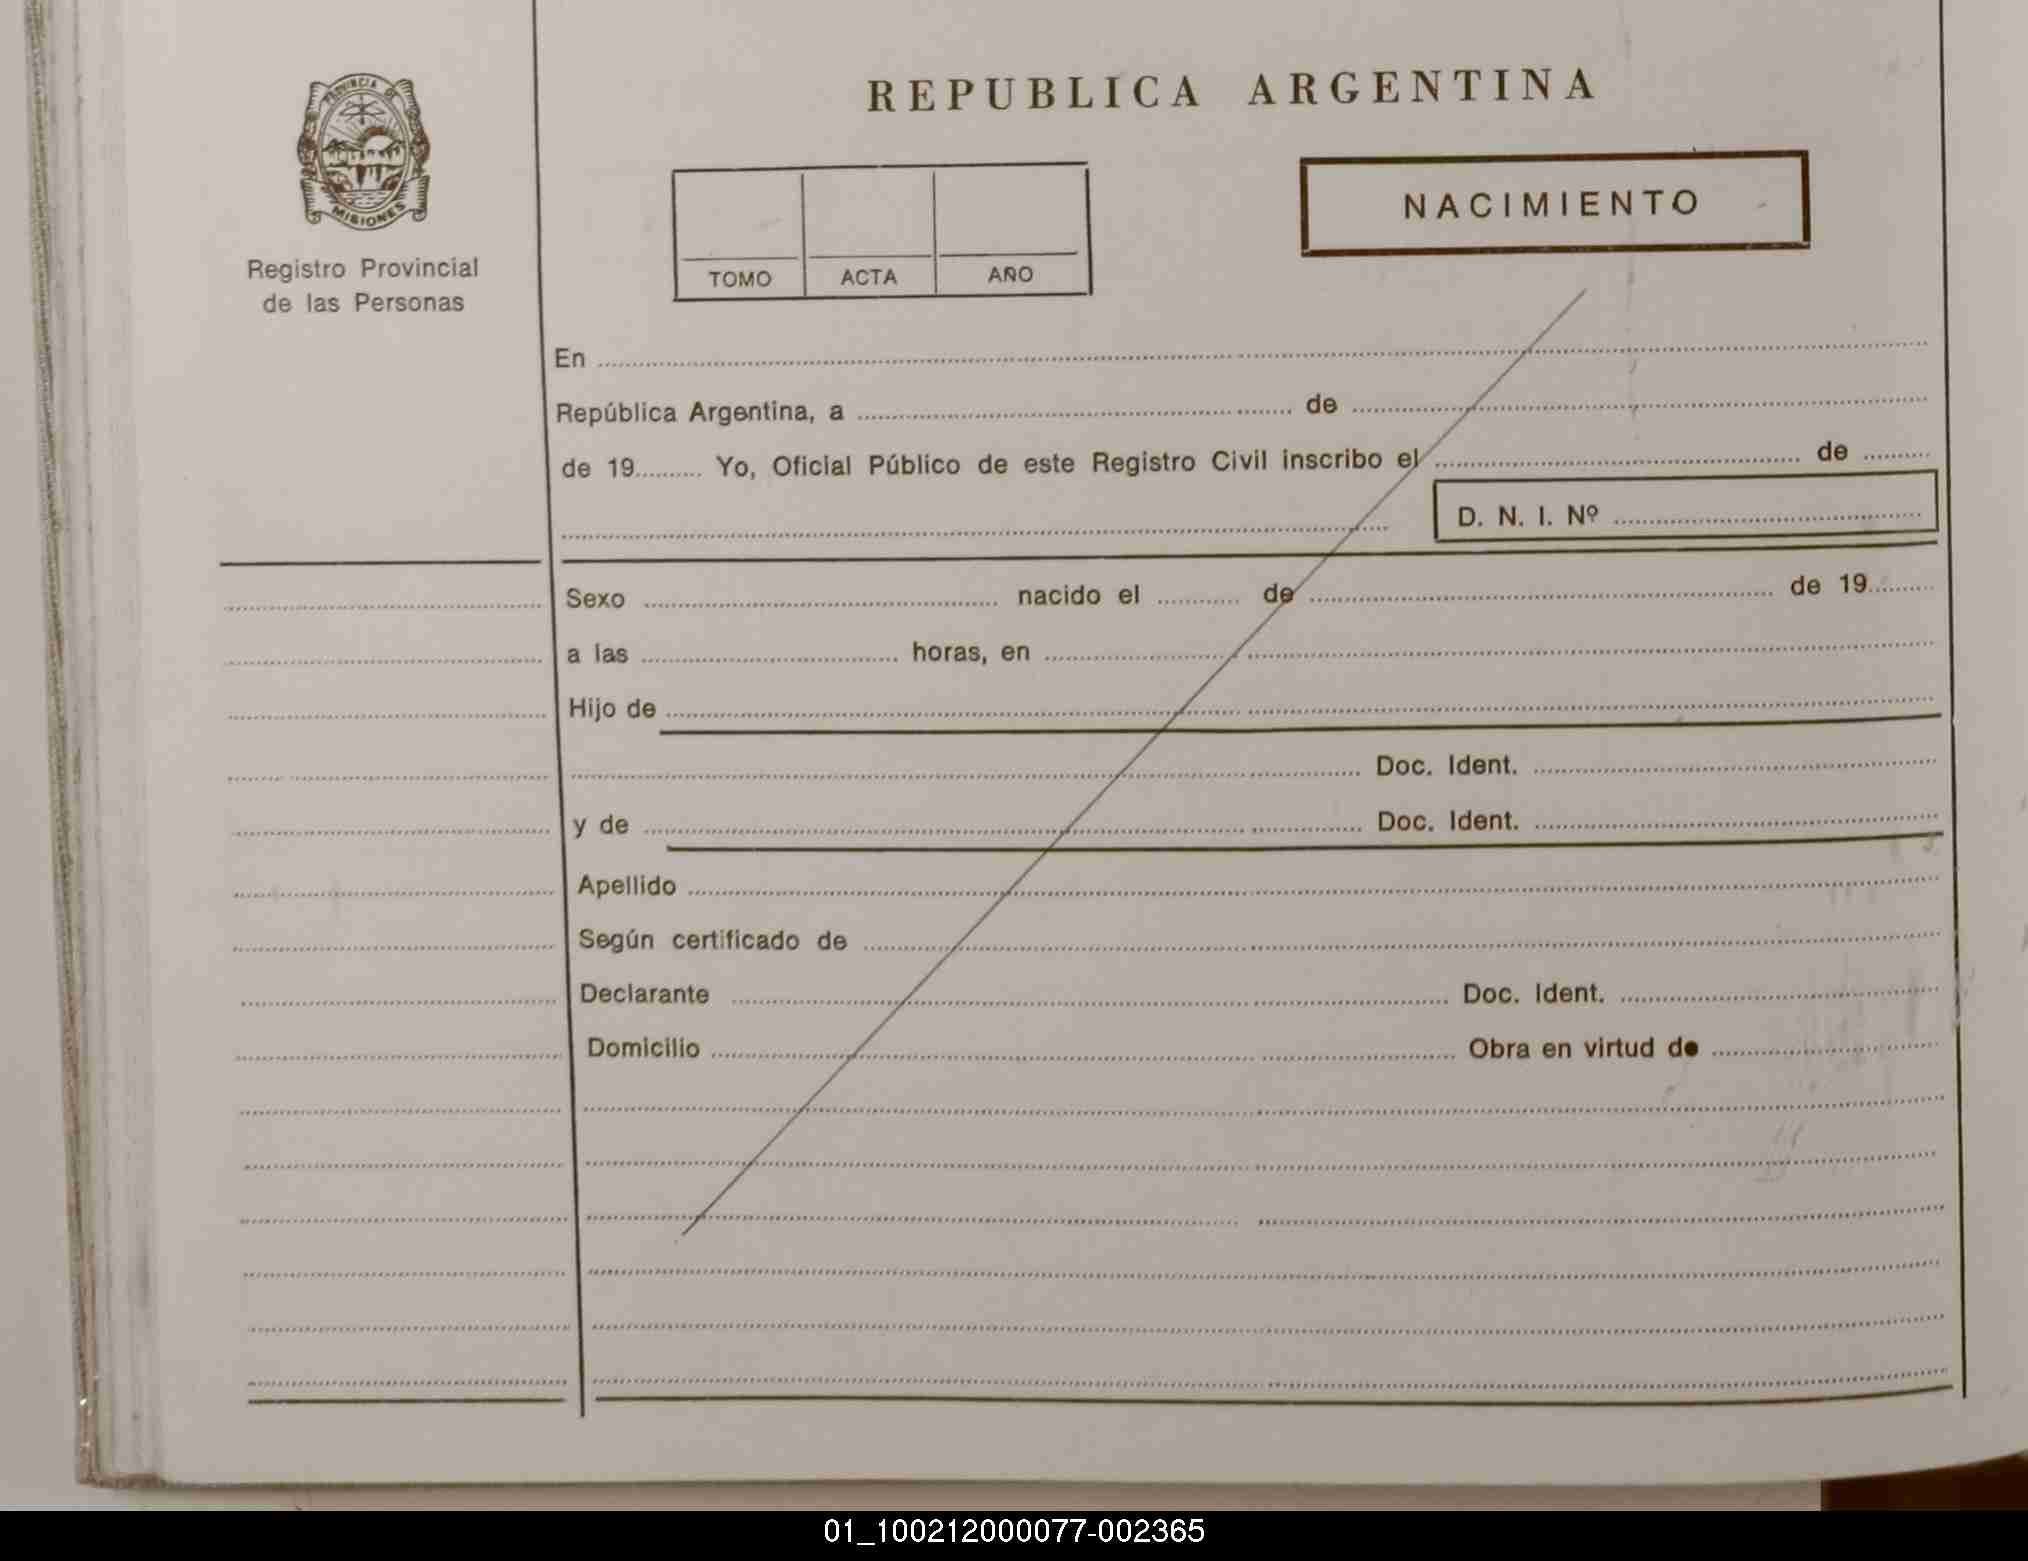 PROVINCIA DE
MISIONES
Registro Provincial
de las Personas
REPUBLICA ARGENTINA
TOMO ACTA AÑO
NACIMIENTO
En
República Argentina, a de
de 19 Yo, Oficial Público de este Registro Civil inscribo el de
D. N. I. Nº
Sexo nacido el de de 19
a las horas, en
Hijo de
Doc. Ident.
y de Doc. Ident.
Apellido
Según certificado de
Declarante Doc. Ident.
Domicilio Obra en virtud de
01_100212000077-002365